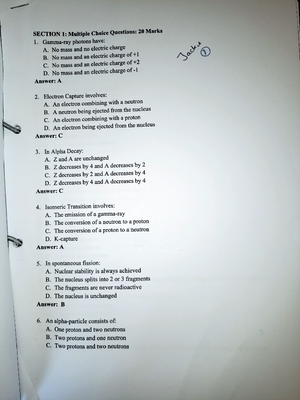 SECTION 1: Multiple Choice Questions: 20 Marks
1. Gamma-ray photons have:
A. No mass and no electric charge
B. No mass and an electric charge of +1
C. No mass and an electric charge of +2
D. No mass and an electric charge of -1
Answer: A
2. Electron Capture involves:
A. An electron combining with a neutron
B. A neutron being ejected from the nucleus
C. An electron combining with a proton
D. An electron being ejected from the nucleus
Answer: C
3. In Alpha Decay:
A. Z and A are unchanged
B. Z decreases by 4 and A decreases by 2
C. Z decreases by 2 and A decreases by 4
D. Z decreases by 4 and A decreases by 4
Answer: C
4. Isomeric Transition involves:
A. The emission of a gamma-ray
B. The conversion of a neutron to a proton
C. The conversion of a proton to a neutron
D. K-capture
Answer: A
5. In spontaneous fission:
A. Nuclear stability is always achieved
B. The nucleus splits into 2 or 3 fragments
C. The fragments are never radioactive
D. The nucleus is unchanged
Answer: B
6. An alpha-particle consists of:
A. One proton and two neutrons
B. Two protons and one neutron
C. Two protons and two neutrons